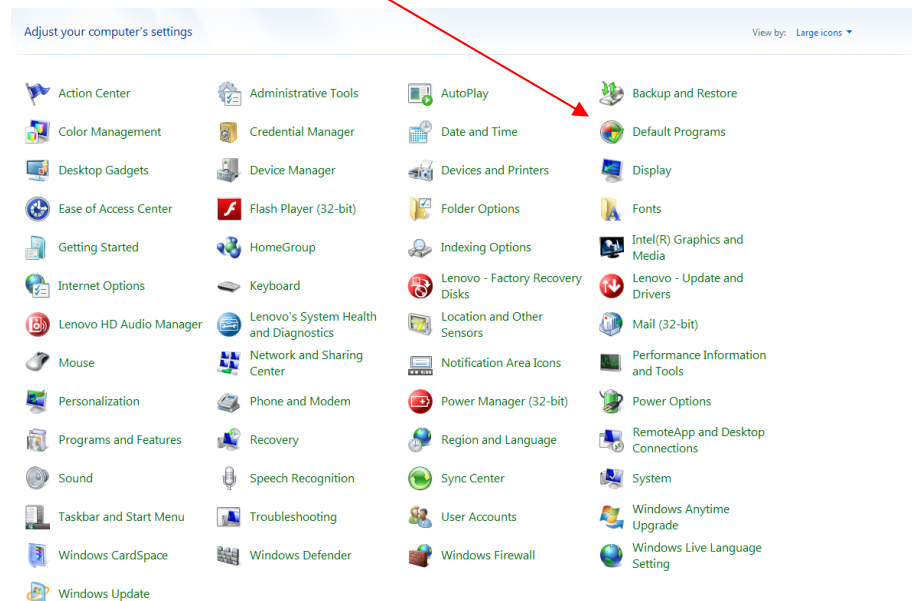 Adjust your computer's settings
View by: Large icons
Action Center
Administrative Tools
AutoPlay
Backup and Restore
Color Management
Credential Manager
Date and Time
Default Programs
Desktop Gadgets
Device Manager
Devices and Printers
Display
Ease of Access Center
Flash Player (32-bit)
Folder Options
Fonts
Getting Started
HomeGroup
Indexing Options
Intel(R) Graphics and
Media
Internet Options
Keyboard
Lenovo - Factory Recovery
Disks
Lenovo - Update and
Drivers
Lenovo HD Audio Manager
Lenovo's System Health
and Diagnostics
Location and Other
Sensors
Mail (32-bit)
Mouse
Network and Sharing
Center
Notification Area Icons
Performance Information
and Tools
Personalization
Phone and Modem
Power Manager (32-bit)
Power Options
Programs and Features
Recovery
Region and Language
RemoteApp and Desktop
Connections
Sound
Speech Recognition
Sync Center
System
Taskbar and Start Menu
Troubleshooting
User Accounts
Windows Anytime
Upgrade
Windows CardSpace
Windows Defender
Windows Firewall
Windows Live Language
Setting
Windows Update